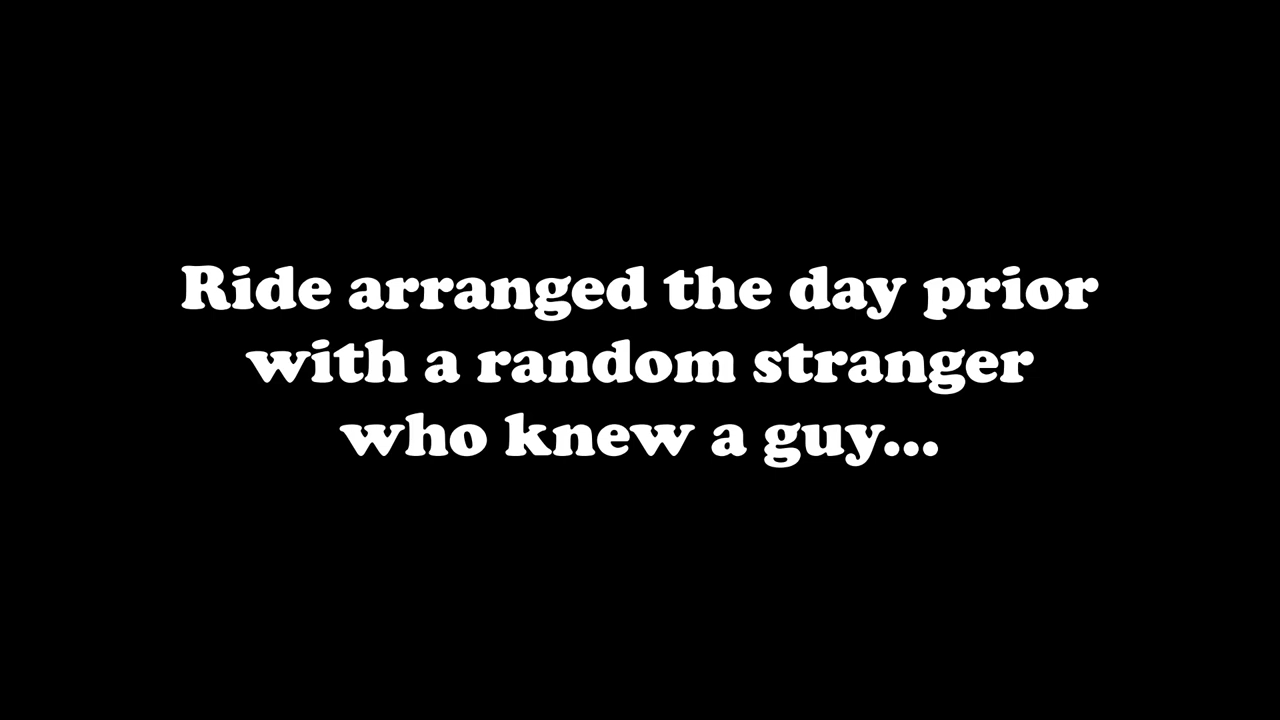 Ride arranged the day prior
with a random stranger
who knew a guy...